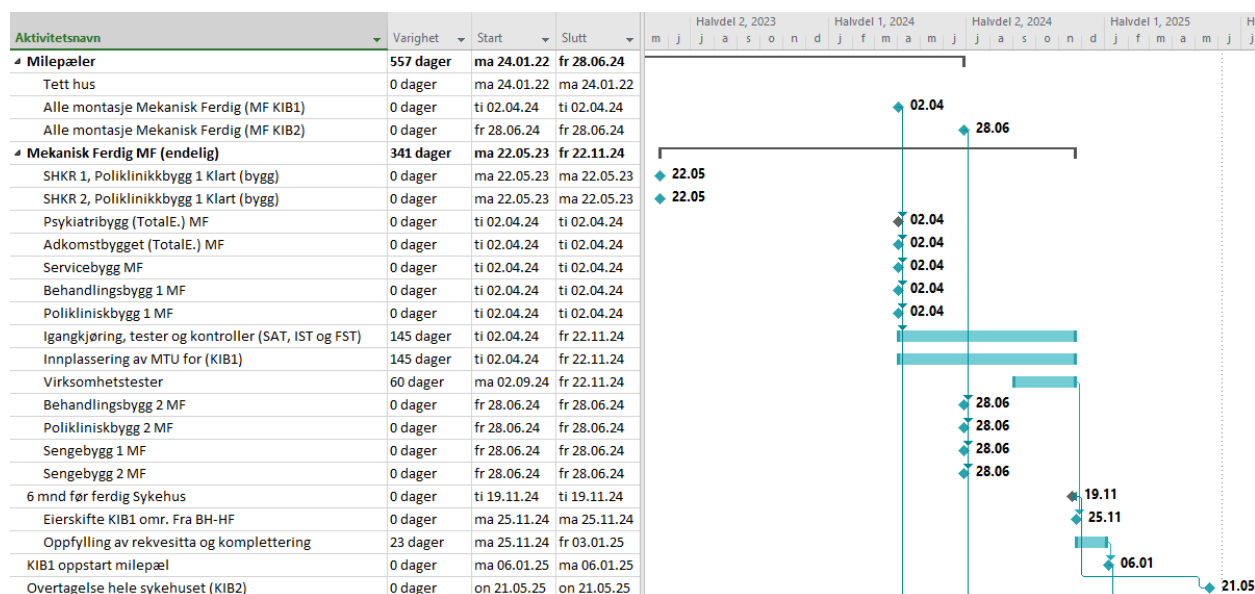 Halvdel 2, 2023 Halvdel 1, 2024 Halvdel 2, 2024 Halvdel 1, 2025 H
Aktivitetsnavn Varighet Start Slutt m j j a s o n d j f m a m j j a s o n d j f m a m j j
Milepæler 557 dager ma 24.01.22 fr 28.06.24
Tett hus 0 dager ma 24.01.22 ma 24.01.22
Alle montasje Mekanisk Ferdig (MF KIB1) 0 dager ti 02.04.24 ti 02.04.24 02.04
Alle montasje Mekanisk Ferdig (MF KIB2) 0 dager fr 28.06.24 fr 28.06.24 28.06
Mekanisk Ferdig MF (endelig) 341 dager ma 22.05.23 fr 22.11.24
SHKR 1, Poliklinikkbygg 1 Klart (bygg) 0 dager ma 22.05.23 ma 22.05.23 22.05
SHKR 2, Poliklinikkbygg 1 Klart (bygg) 0 dager ma 22.05.23 ma 22.05.23 22.05
Psykiatribygg (TotalE.) MF 0 dager ti 02.04.24 ti 02.04.24 02.04
Adkomstbygget (TotalE.) MF 0 dager ti 02.04.24 ti 02.04.24 02.04
Servicebygg MF 0 dager ti 02.04.24 ti 02.04.24 02.04
Behandlingsbygg 1 MF 0 dager ti 02.04.24 ti 02.04.24 02.04
Polikliniskbygg 1 MF 0 dager ti 02.04.24 ti 02.04.24 02.04
Igangkjøring, tester og kontroller (SAT, IST og FST) 145 dager ti 02.04.24 fr 22.11.24
Innplassering av MTU for (KIB1) 145 dager ti 02.04.24 fr 22.11.24
Virksomhetstester 60 dager ma 02.09.24 fr 22.11.24
Behandlingsbygg 2 MF 0 dager fr 28.06.24 fr 28.06.24 28.06
Polikliniskbygg 2 MF 0 dager fr 28.06.24 fr 28.06.24 28.06
Sengebygg 1 MF 0 dager fr 28.06.24 fr 28.06.24 28.06
Sengebygg 2 MF 0 dager fr 28.06.24 fr 28.06.24 28.06
6 mnd før ferdig Sykehus 0 dager ti 19.11.24 ti 19.11.24 19.11
Eierskifte KIB1 omr. Fra BH-HF 0 dager ma 25.11.24 ma 25.11.24 25.11
Oppfylling av rekvesitta og komplettering 23 dager ma 25.11.24 fr 03.01.25
KIB1 oppstart milepæl 0 dager ma 06.01.25 ma 06.01.25 06.01
Overtagelse hele sykehuset (KIB2) 0 dager on 21.05.25 on 21.05.25 21.05